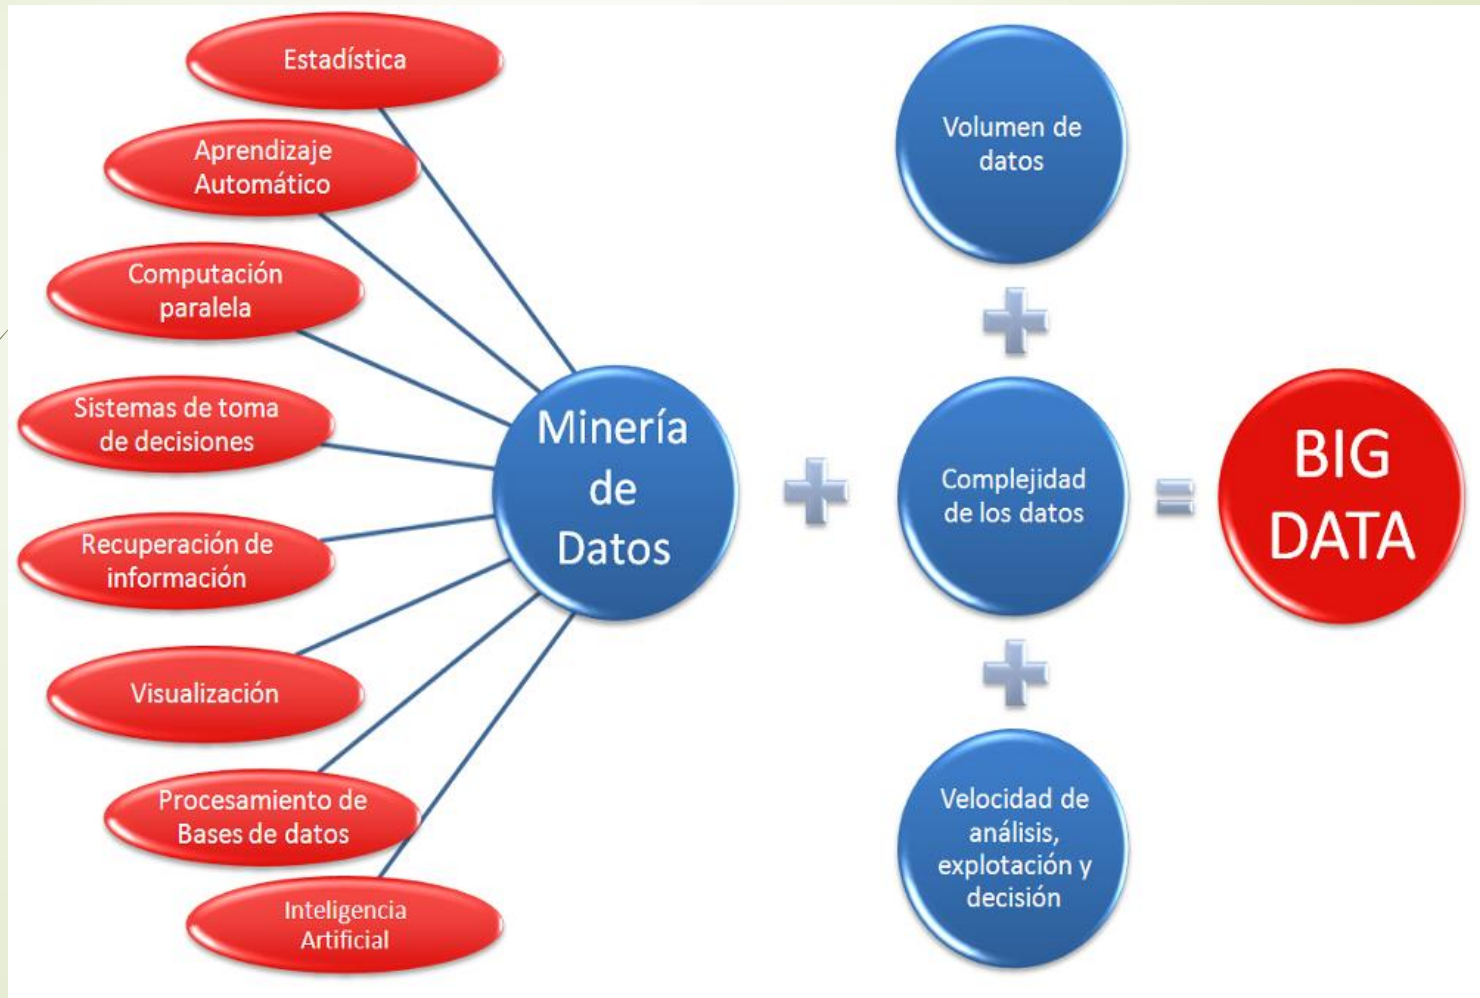 Estadística
Aprendizaje
Automático
Computación
paralela
Sistemas de toma
de decisiones
Recuperación de
información
Visualización
Procesamiento de
Bases de datos
Inteligencia
Artificial
Minería
de
Datos
+
Volumen de
datos
+
Complejidad
de los datos
+
Velocidad de
análisis,
explotación y
decisión
=
BIG
DATA